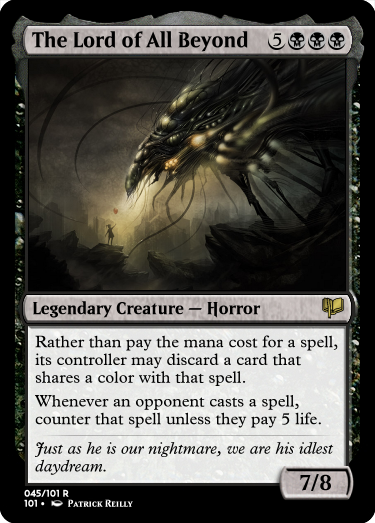 The Lord of All Beyond 5
Legendary Creature — Horror
Rather than pay the mana cost for a spell,
its controller may discard a card that
shares a color with that spell.
Whenever an opponent casts a spell,
counter that spell unless they pay 5 life.
Just as he is our nightmare, we are his idlest
daydream.
7/8
045/101 R
101 • Patrick Reilly